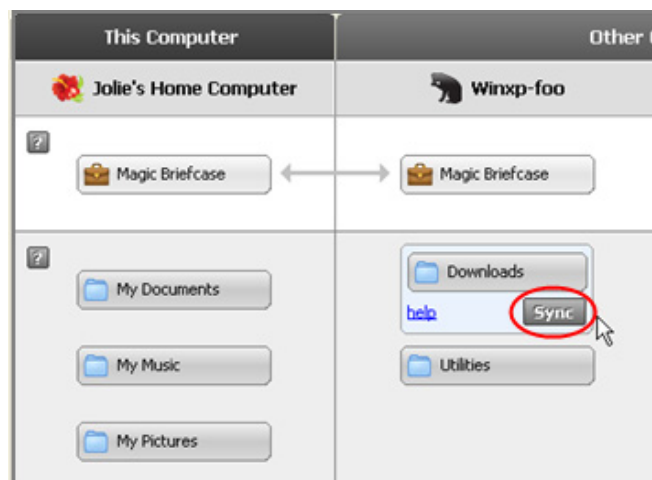 This Computer
Other
Jolie's Home Computer
Winxp-foo
?
Magic Briefcase
Magic Briefcase
?
My Documents
Downloads
help
Sync
My Music
Utilities
My Pictures